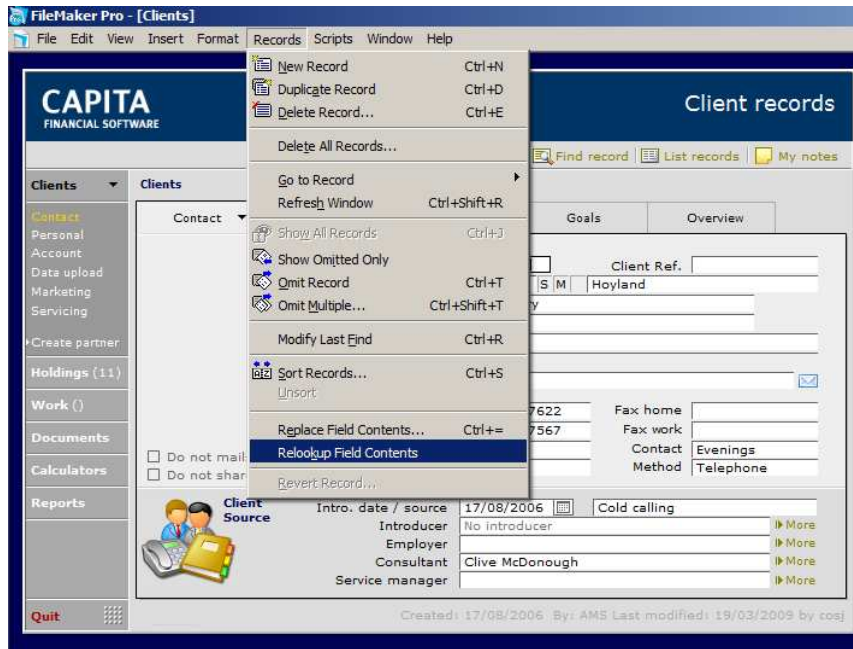 FileMaker Pro - [Clients]
File Edit View Insert Format Records Scripts Window Help
CAPITA
FINANCIAL SOFTWARE
Client records
Find record List records My notes
New Record Ctrl+N
Duplicate Record Ctrl+D
Delete Record... Ctrl+E
Delete All Records...
Go to Record
Refresh Window Ctrl+Shift+R
Show All Records Ctrl+J
Show Omitted Only
Omit Record Ctrl+T
Omit Multiple... Ctrl+Shift+T
Modify Last Find Ctrl+R
Sort Records... Ctrl+S
Unsort
Replace Field Contents... Ctrl+=
Relookup Field Contents
Revert Record...
Clients
Contact
Personal
Account
Data upload
Marketing
Servicing
Create partner
Holdings (11)
Work ()
Documents
Calculators
Reports
Quit
Clients
Contact Goals Overview
Client Ref.
S M Hoyland
7622 Fax home
7567 Fax work
Contact Evenings
Method Telephone
Do not mail
Do not shar
Client Source
Intro. date / source 17/08/2006 Cold calling
Introducer No introducer More
Employer More
Consultant Clive McDonough More
Service manager More
Created: 17/08/2006 By: AMS Last modified: 19/03/2009 by cosj